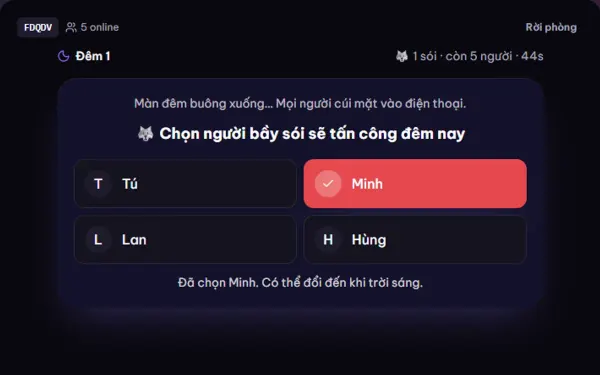 FDQDV 5 online Rời phòng
Đêm 1 🐺 1 sói · còn 5 người · 44s
Màn đêm buông xuống... Mọi người cúi mặt vào điện thoại.
🐺 Chọn người bầy sói sẽ tấn công đêm nay
T Tú
Minh
L Lan
H Hùng
Đã chọn Minh. Có thể đổi đến khi trời sáng.